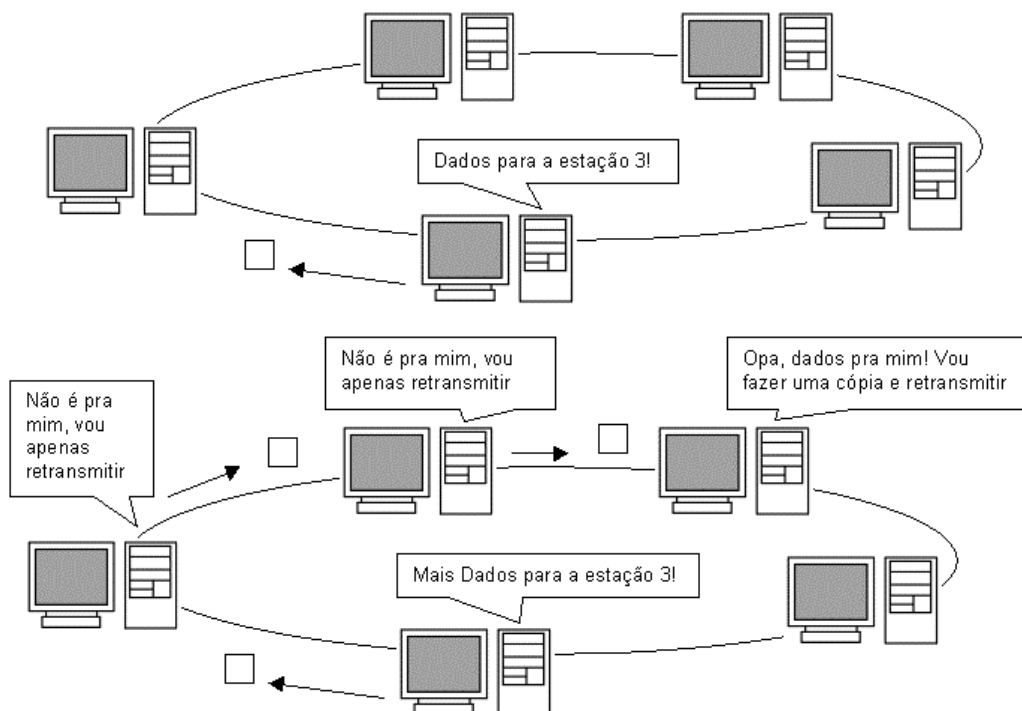 Dados para a estação 3!
Não é pra
mim, vou
apenas
retransmitir
Não é pra mim, vou
apenas retransmitir
Opa, dados pra mim! Vou
fazer uma cópia e retransmitir
Mais Dados para a estação 3!